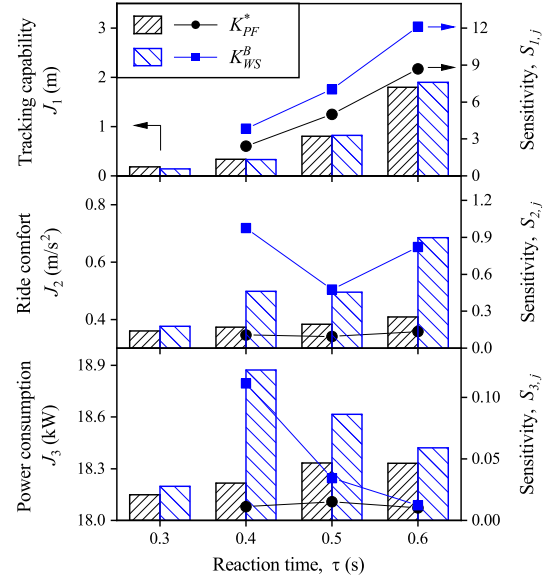 K*PF
KBWS
Tracking capability
J1 (m)
3
2
1
0
12
9
6
3
0
Sensitivity, S1,j
Ride comfort
J2 (m/s2)
0.8
0.6
0.4
1.2
0.9
0.6
0.3
0.0
Sensitivity, S2,j
Power consumption
J3 (kW)
18.9
18.6
18.3
18.0
0.10
0.05
0.00
Sensitivity, S3,j
0.3 0.4 0.5 0.6
Reaction time, τ (s)